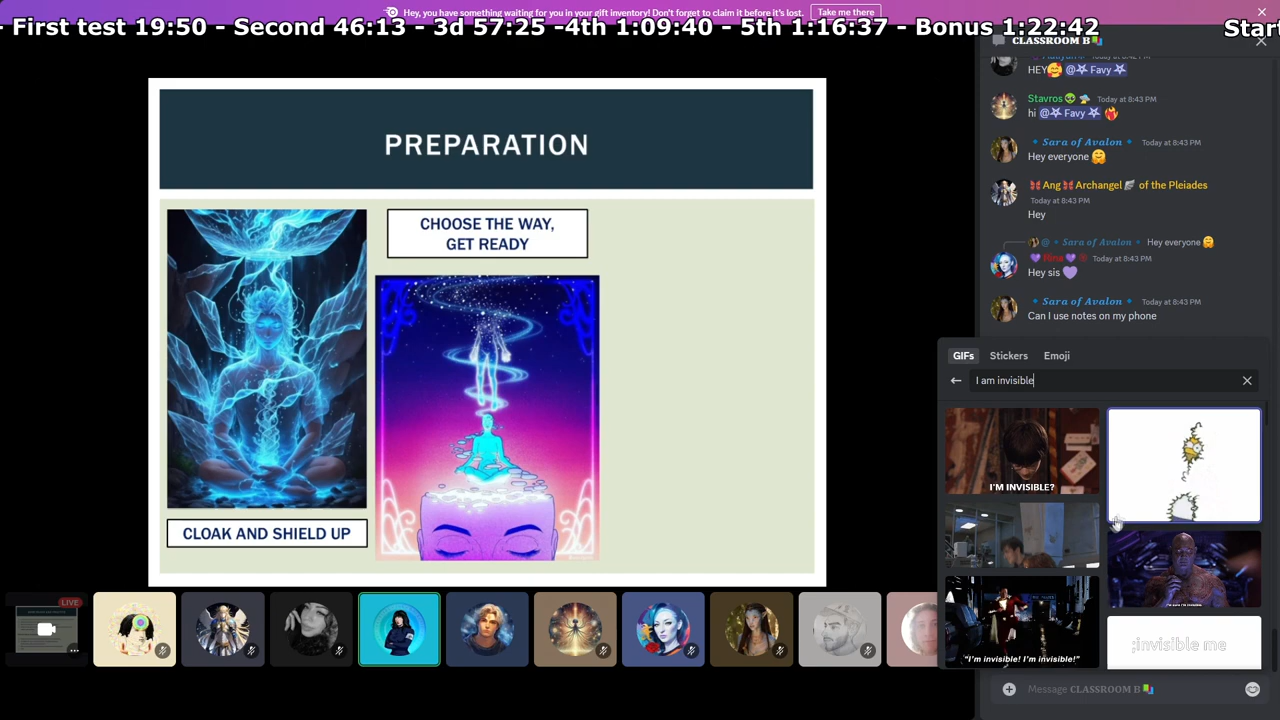 Hey, you have something waiting for you in your gift inventory! Don't forget to claim it before it's lost.
Take me there
- First test 19:50 - Second 46:13 - 3d 57:25 -4th 1:09:40 - 5th 1:16:37 - Bonus 1:22:42
Star
CLASSROOM B
HEY🥰 @⛧ Favy ⛧
Stavros Today at 8:43 PM
hi @⛧ Favy ⛧
Sara of Avalon Today at 8:43 PM
Hey everyone 🤗
Ang Archangel of the Pleiades
Today at 8:43 PM
Hey
@ Sara of Avalon Hey everyone 🤗
Today at 8:43 PM
Hey sis 💜
Sara of Avalon Today at 8:43 PM
Can I use notes on my phone
PREPARATION
CHOOSE THE WAY,
GET READY
CLOAK AND SHIELD UP
GIFs Stickers Emoji
I am invisible
I'M INVISIBLE?
"I'm invisible! I'm invisible!"
;invisible me
LIVE
Message CLASSROOM B